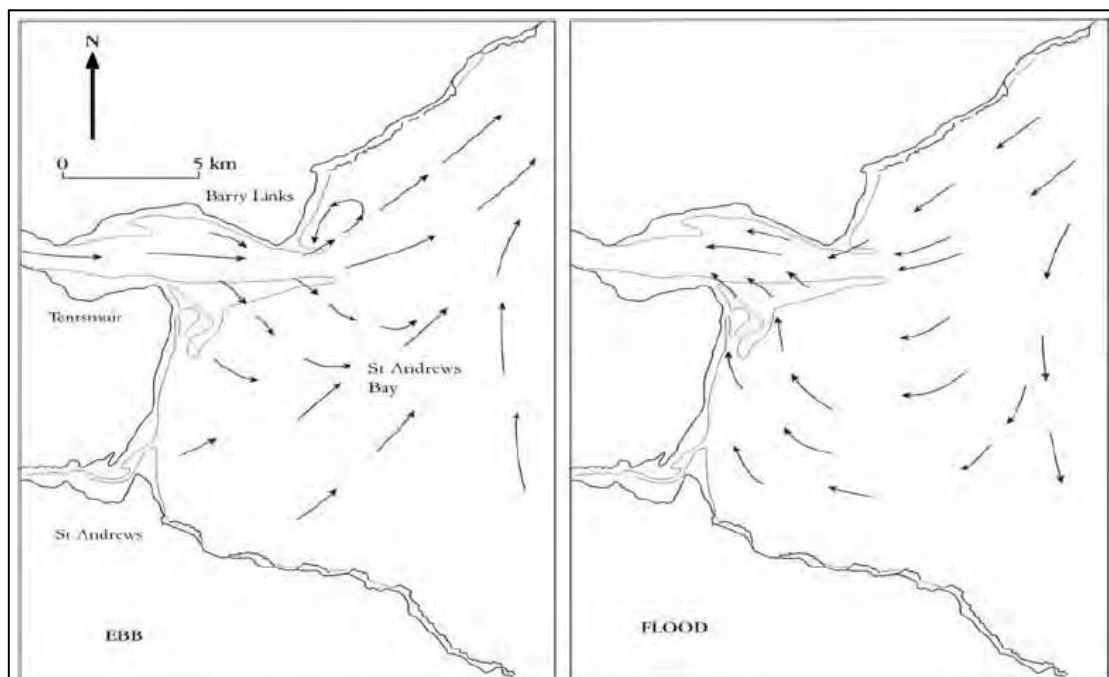 N
0 5 km
Barry Links
Tentsmuir
St Andrews
Bay
St Andrews
EBB
FLOOD